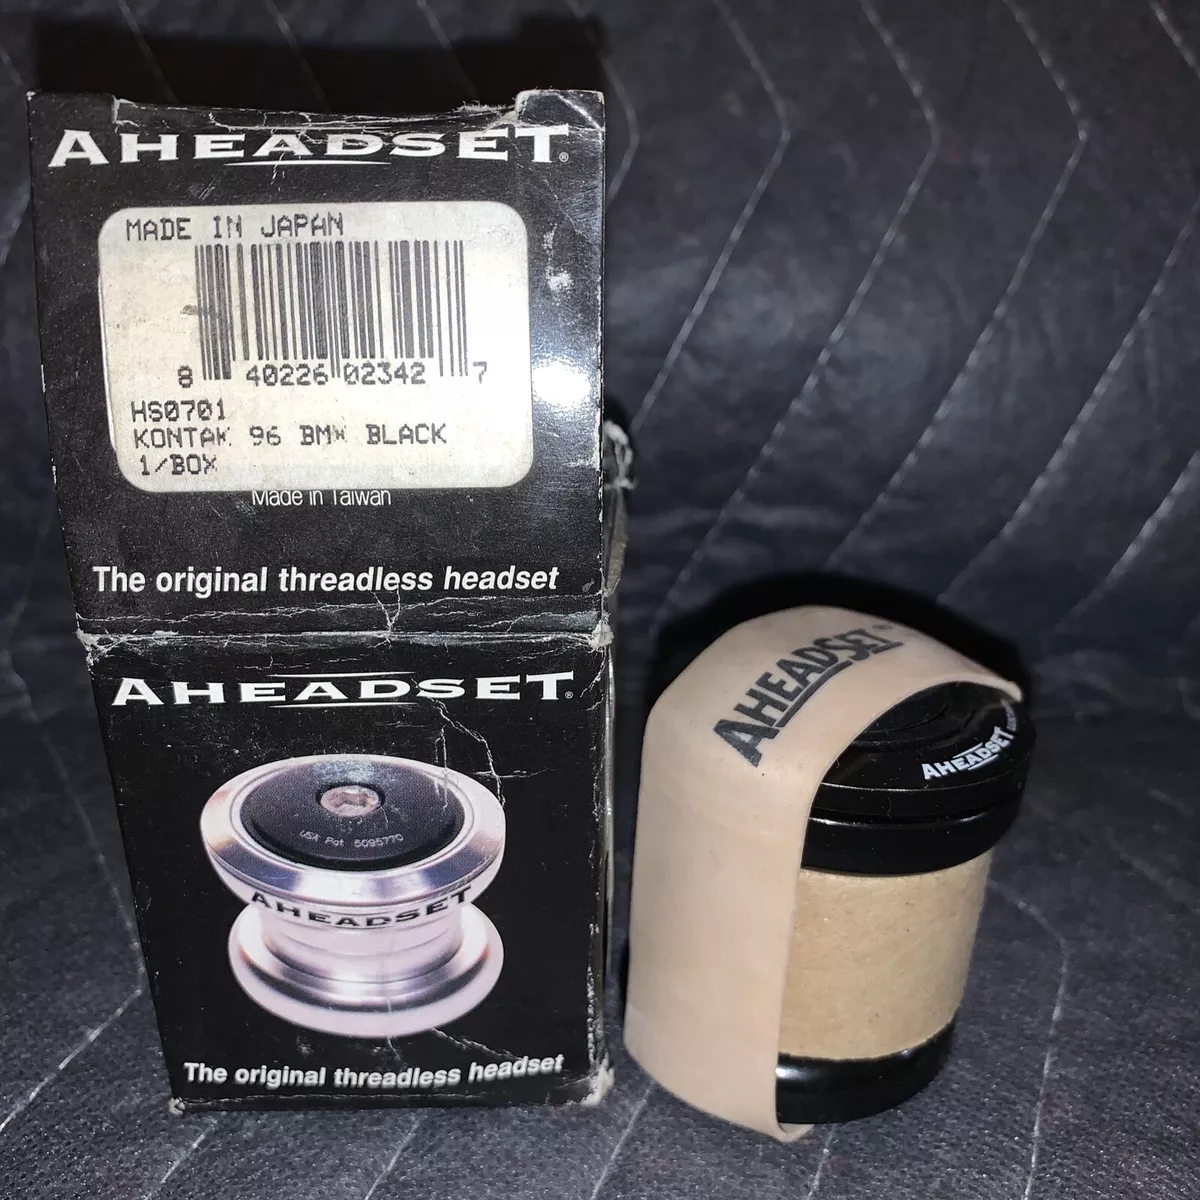 AHEADSET®
MADE IN JAPAN
8 40226 02342 7
HS0701
KONTAK 96 BMX BLACK
1/BOX
Made in Taiwan
The original threadless headset
AHEADSET®
USA Pat 5095770
AHEADSET
The original threadless headset
AHEADSET®
AHEADSET